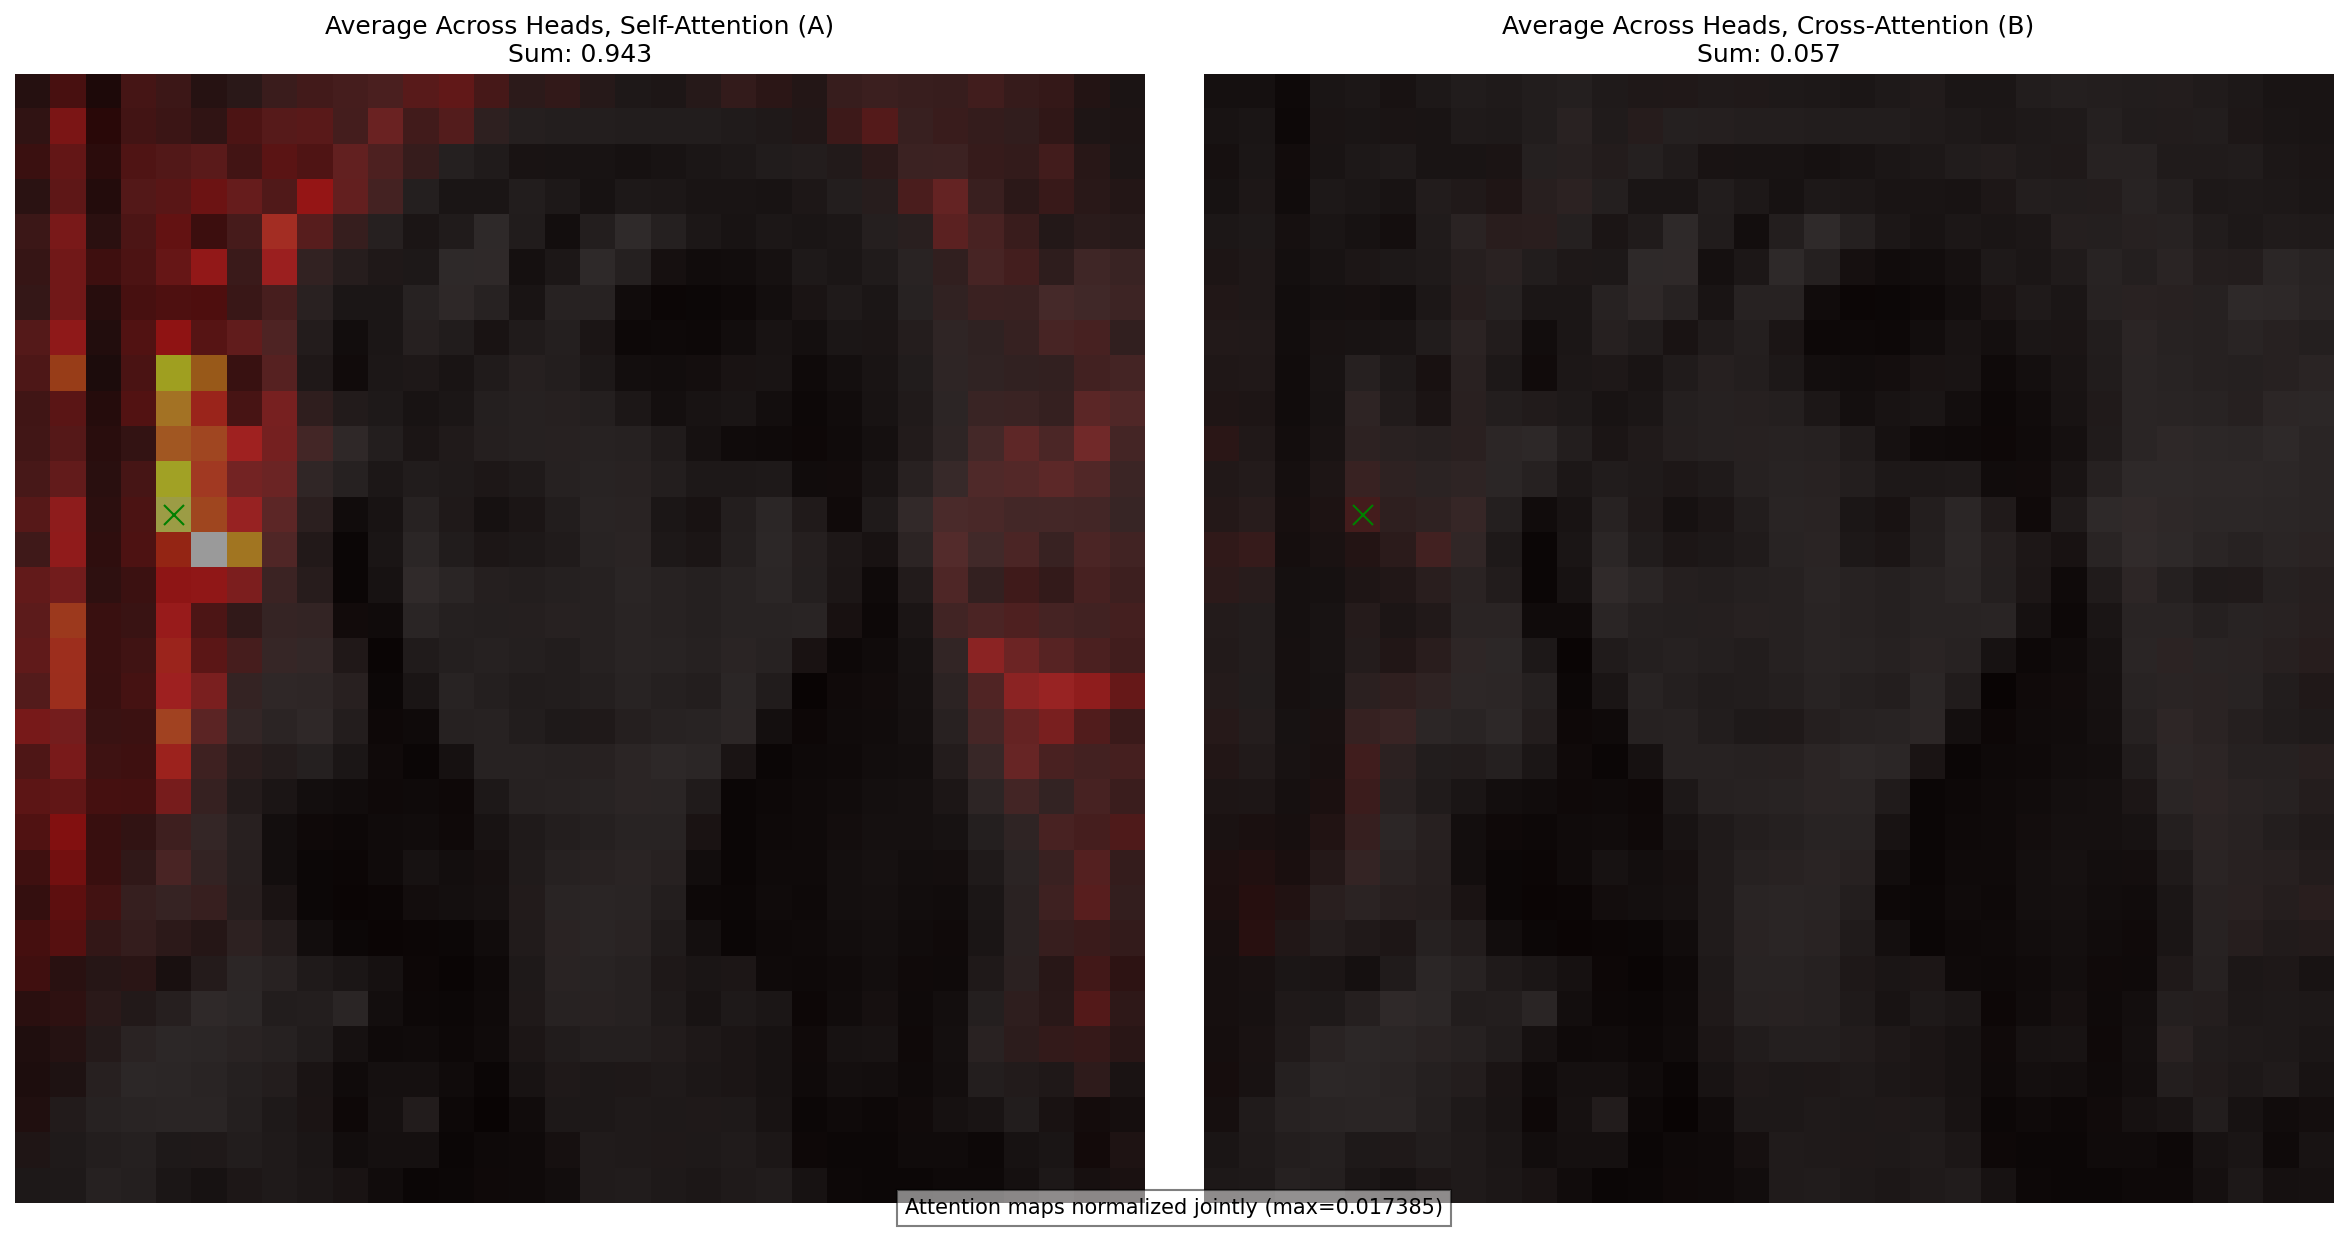 Average Across Heads, Self-Attention (A)
Sum: 0.943
Average Across Heads, Cross-Attention (B)
Sum: 0.057
Attention maps normalized jointly (max=0.017385)